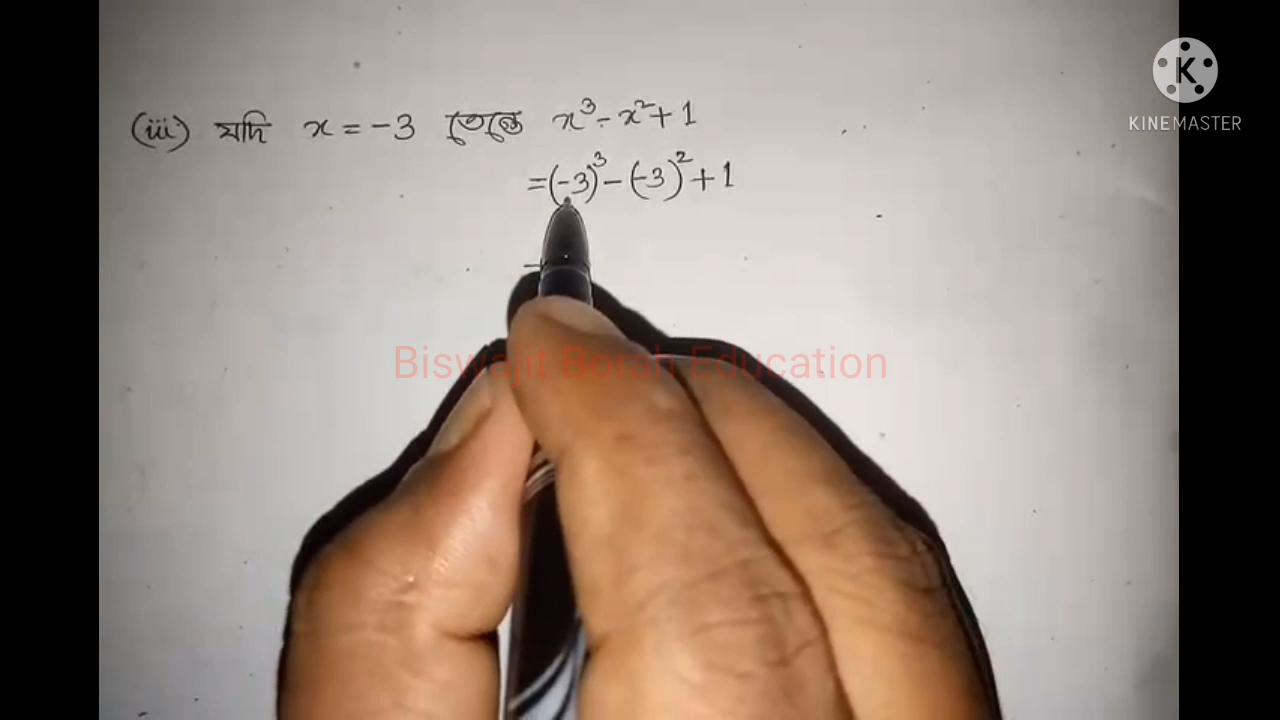 (iii) যদি x = -3 তেন্তে x³ - x² + 1
= (-3)³ - (-3)² + 1
KINEMASTER
Biswajit Borah Education